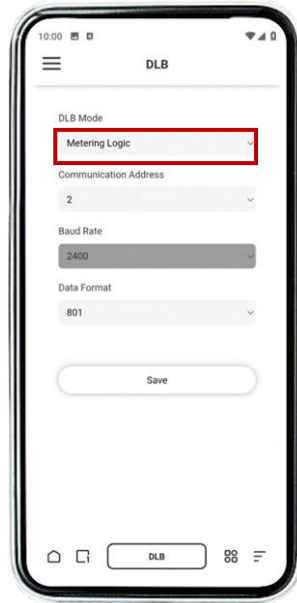 10:00
DLB
DLB Mode
Metering Logic
Communication Address
2
Baud Rate
2400
Data Format
801
Save
DLB